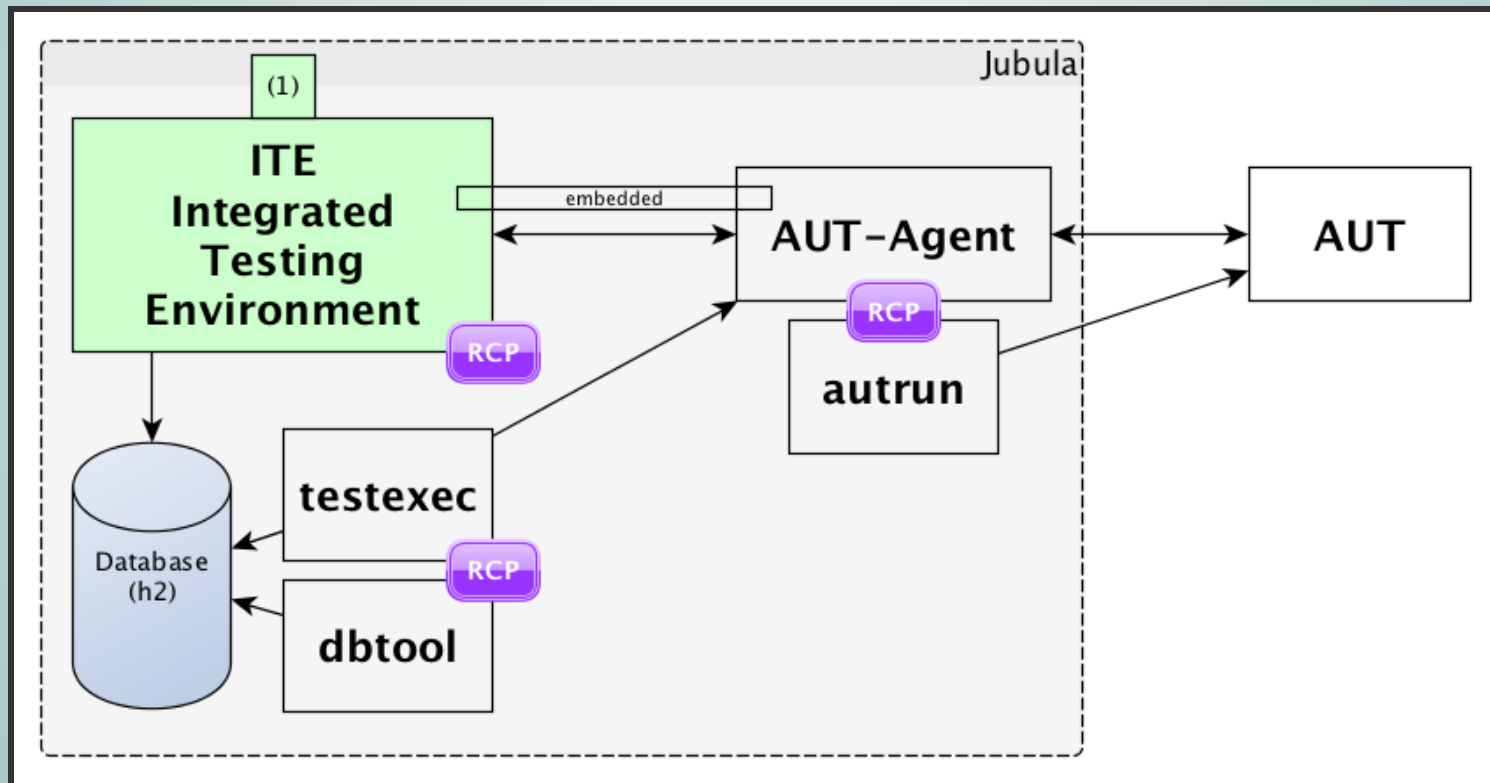 Jubula
(1)
ITE
Integrated
Testing
Environment
embedded
AUT-Agent
AUT
RCP
RCP
autrun
testexec
Database
(h2)
RCP
dbtool